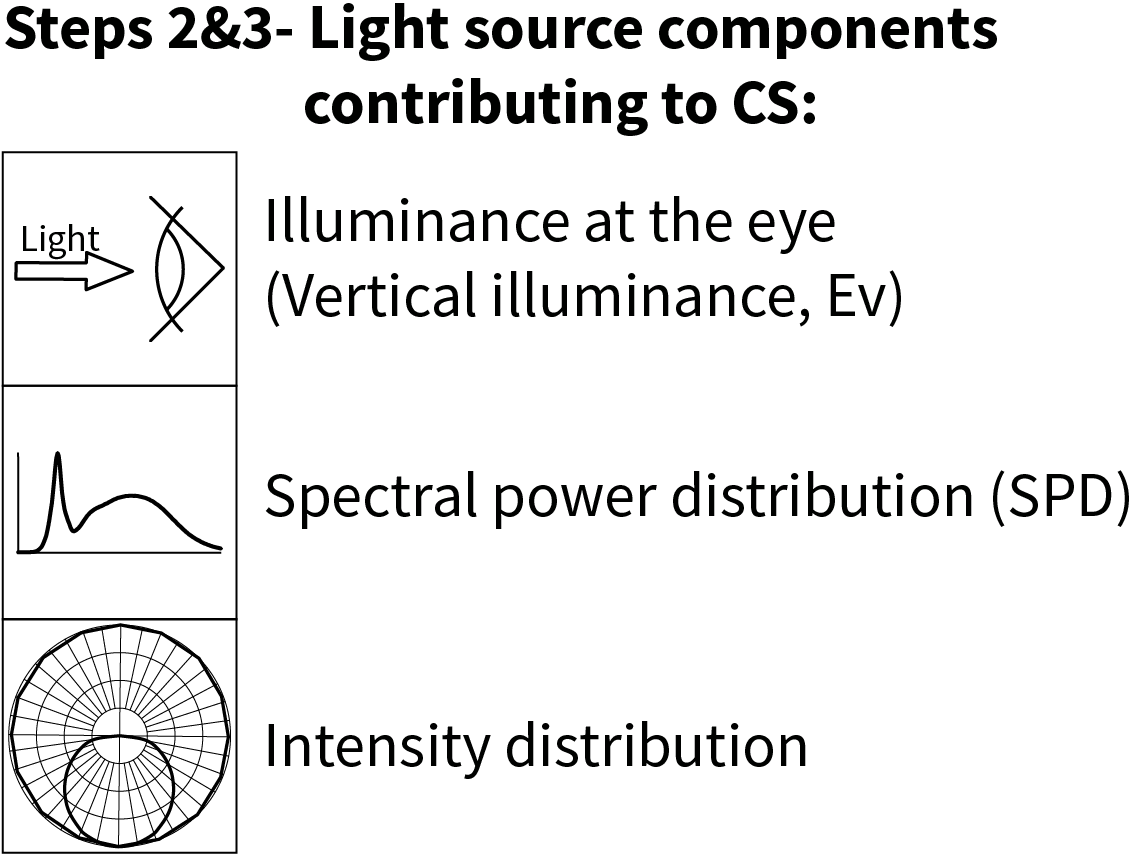 Steps 2&3- Light source components
contributing to CS:
Light
Illuminance at the eye
(Vertical illuminance, Ev)
Spectral power distribution (SPD)
Intensity distribution